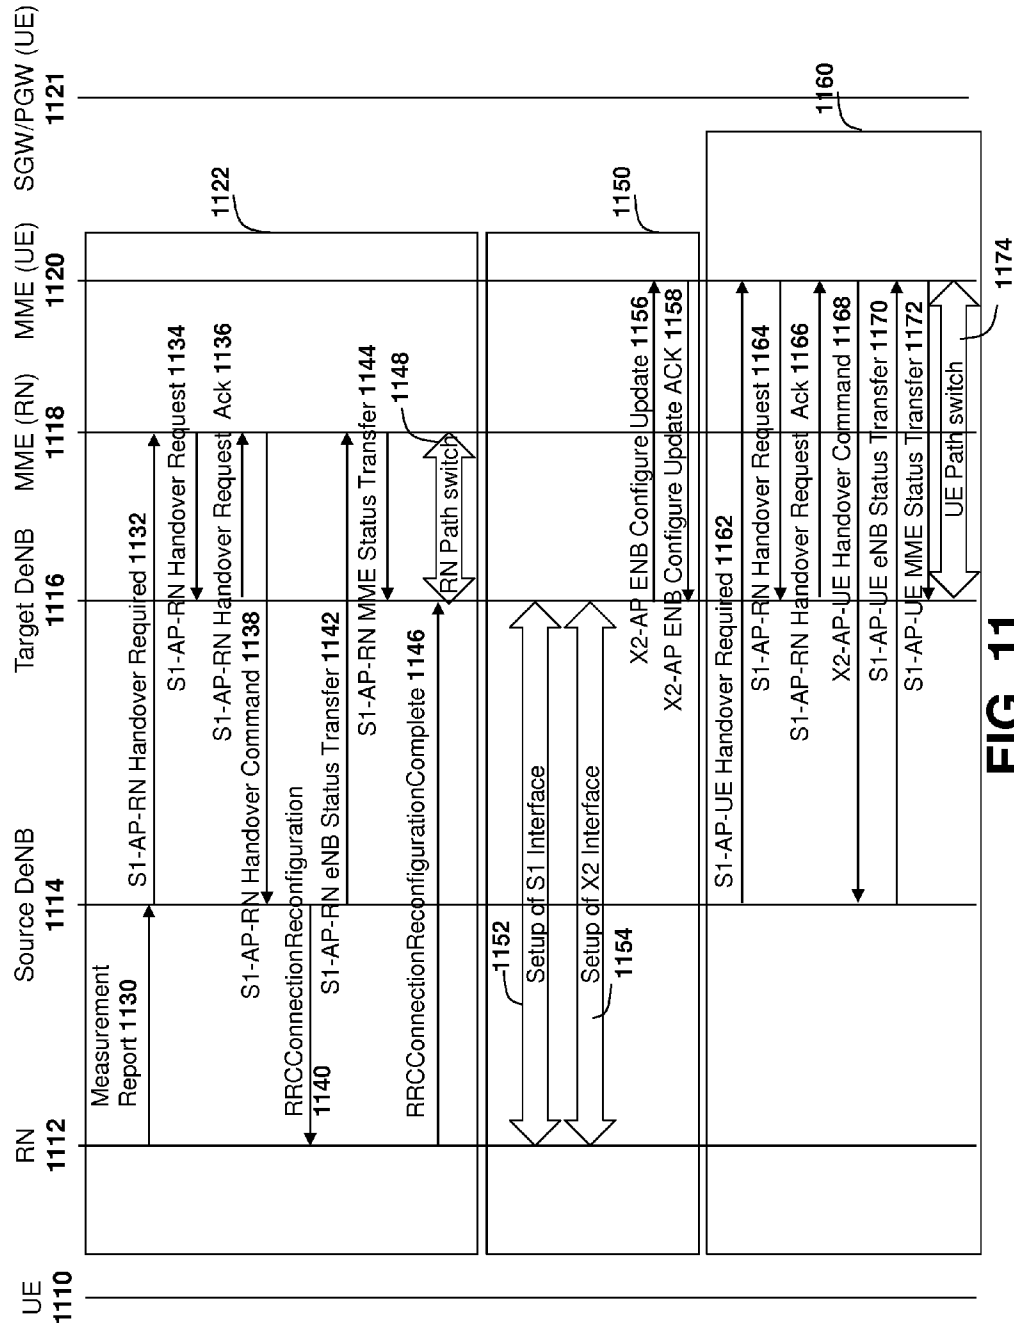 UE
1110
RN
1112
Source DeNB
1114
Target DeNB
1116
MME (RN)
1118
MME (UE)
1120
SGW/PGW (UE)
1121
1122
Measurement
Report 1130
S1-AP-RN Handover Required 1132
S1-AP-RN Handover Request 1134
S1-AP-RN Handover Request Ack 1136
S1-AP-RN Handover Command 1138
RRCConnectionReconfiguration
1140
S1-AP-RN eNB Status Transfer 1142
S1-AP-RN MME Status Transfer 1144
1148
RRCConnectionReconfigurationComplete 1146
RN Path switch
1150
1152
Setup of S1 Interface
Setup of X2 Interface
1154
X2-AP ENB Configure Update 1156
X2-AP ENB Configure Update ACK 1158
1160
S1-AP-UE Handover Required 1162
S1-AP-RN Handover Request 1164
S1-AP-RN Handover Request Ack 1166
X2-AP-UE Handover Command 1168
S1-AP-UE eNB Status Transfer 1170
S1-AP-UE MME Status Transfer 1172
UE Path switch
1174
FIG. 11